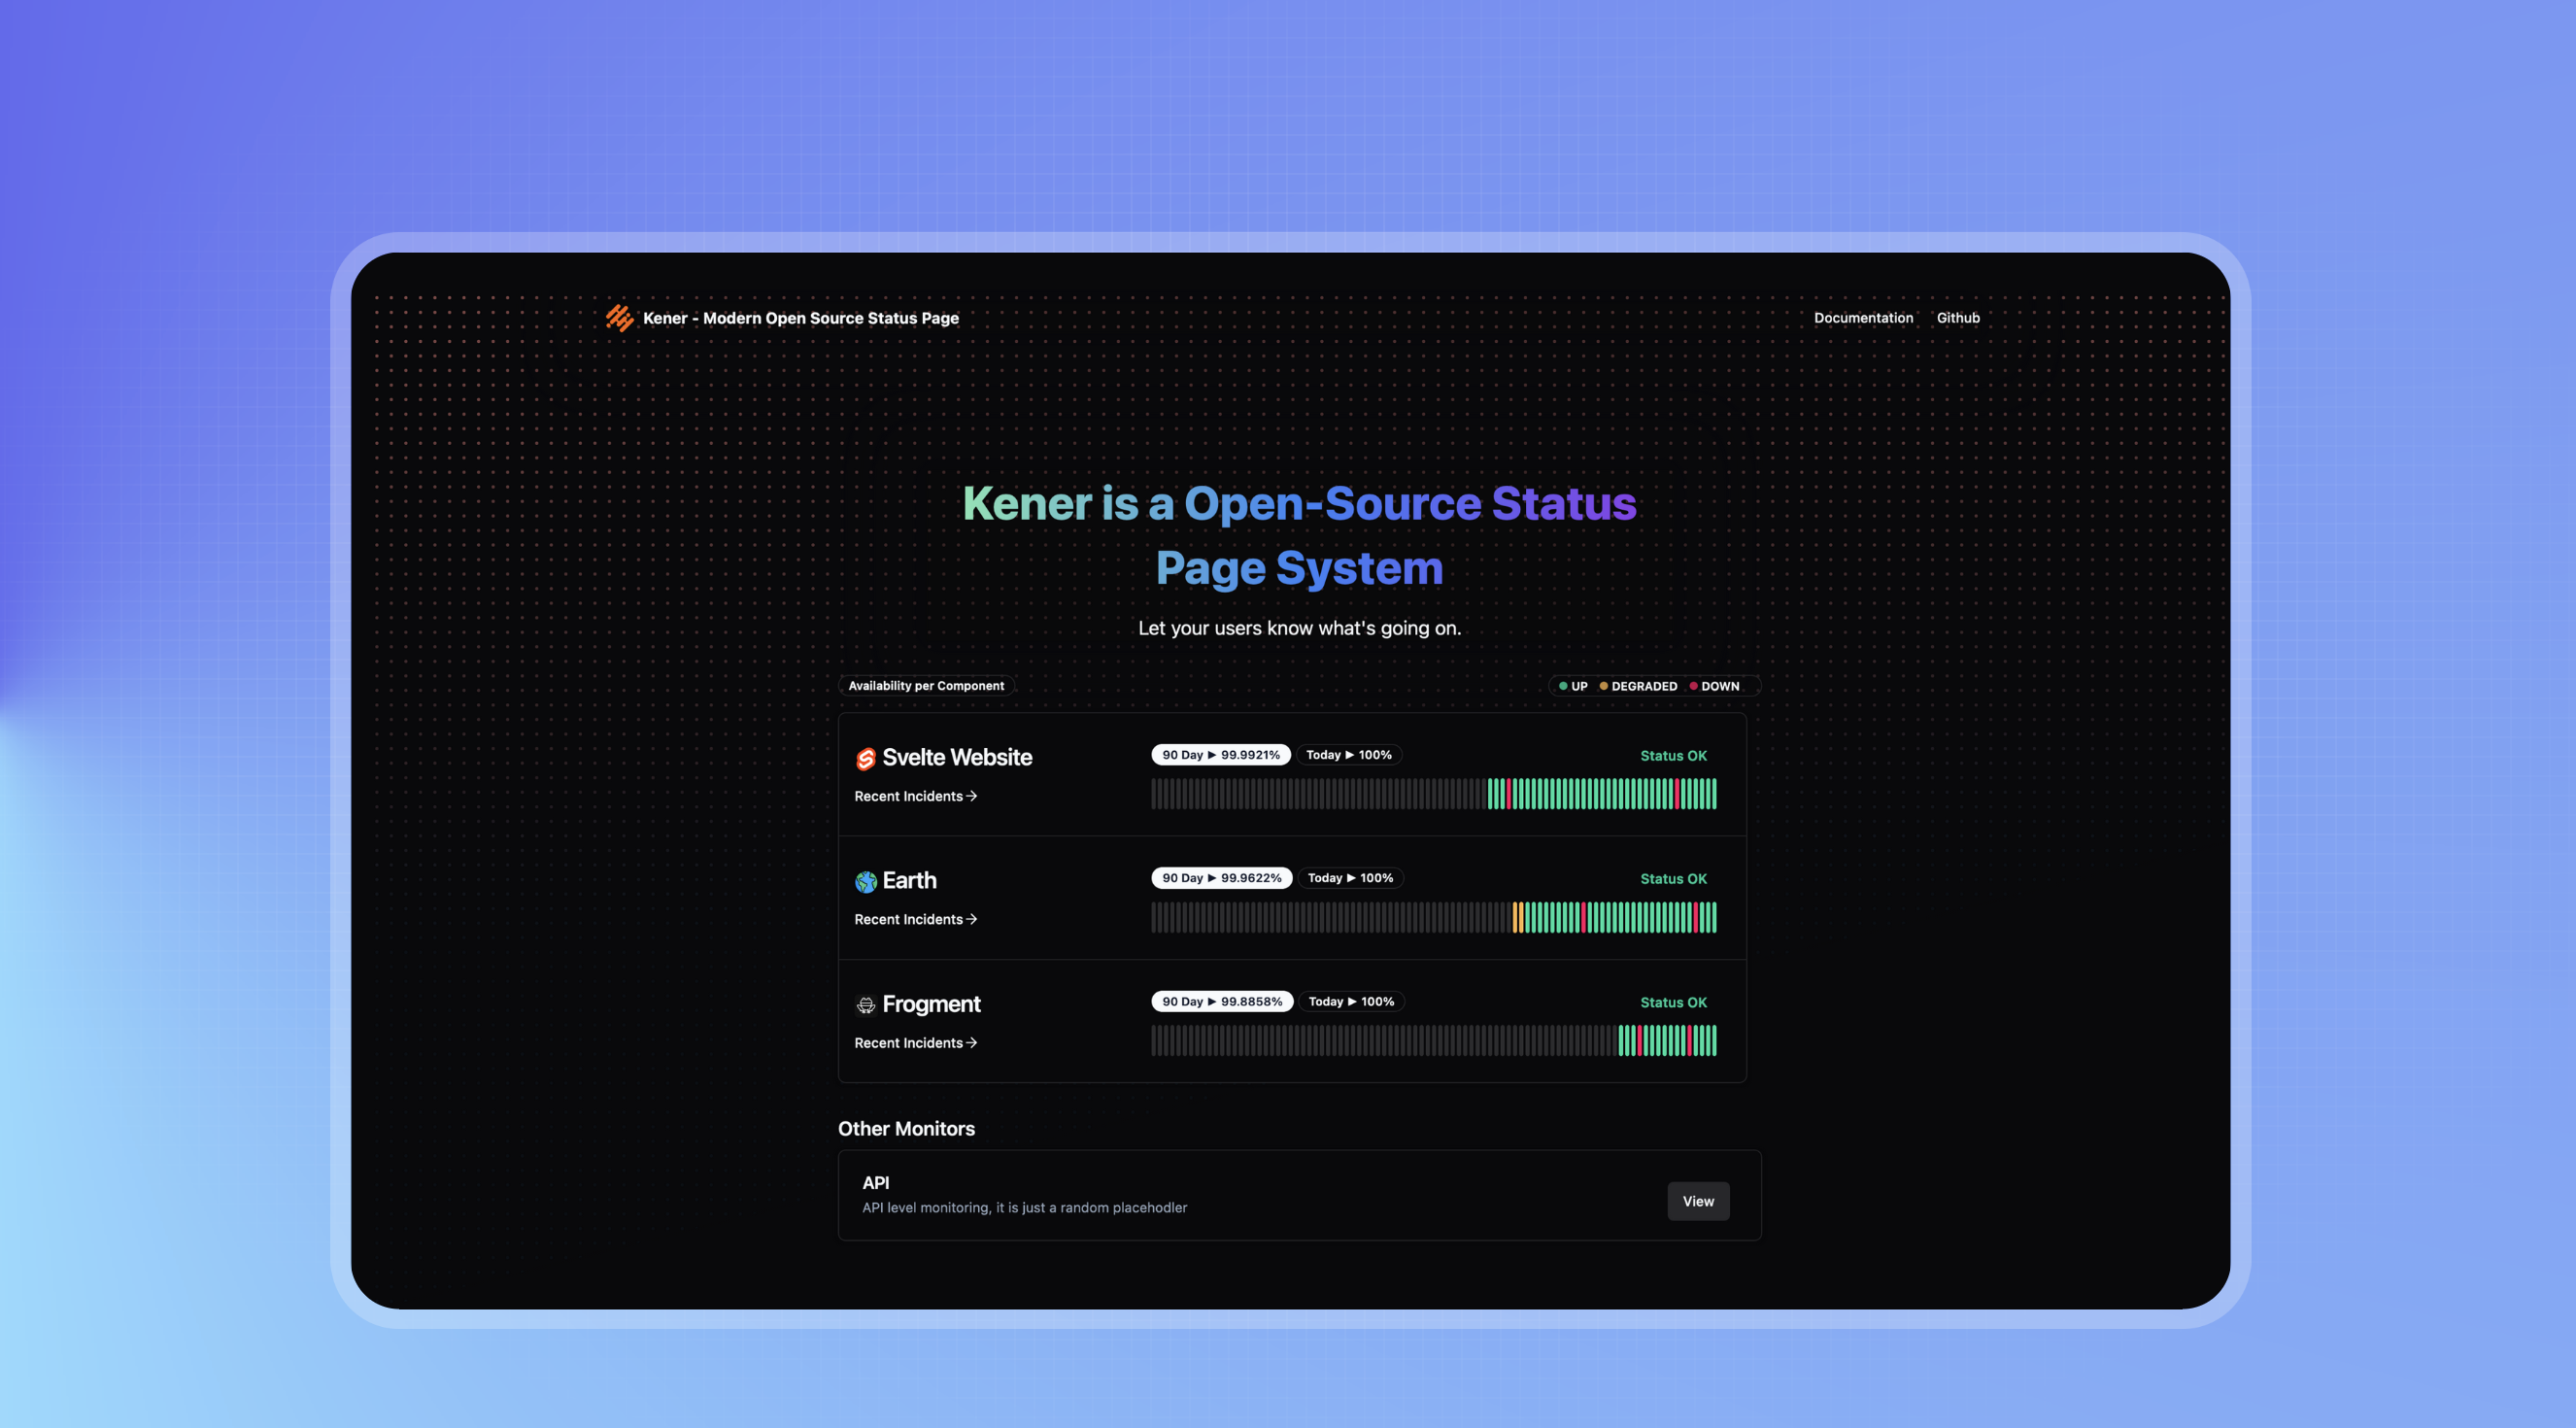 Kener - Modern Open Source Status Page
Documentation Github
Kener is a Open-Source Status
Page System
Let your users know what's going on.
Availability per Component
UP DEGRADED DOWN
Svelte Website
90 Day ► 99.9921% Today ► 100%
Status OK
Recent Incidents→
Earth
90 Day ► 99.9622% Today ► 100%
Status OK
Recent Incidents→
Frogment
90 Day ► 99.8858% Today ► 100%
Status OK
Recent Incidents→
Other Monitors
API
API level monitoring, it is just a random placehodler
View